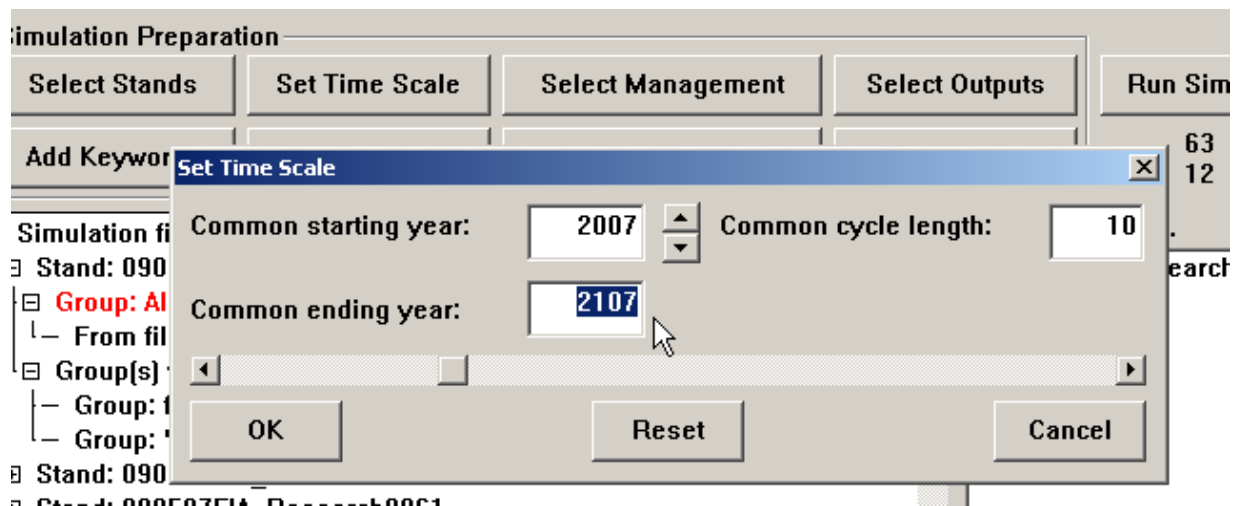 imulation Preparation
Select Stands Set Time Scale Select Management Select Outputs Run Sim
Add Keywor 63
12
Set Time Scale
Common starting year: 2007 Common cycle length: 10
Simulation fi
Stand: 090 earch
Group: Al
Common ending year: 2107
From fil
Group(s)
Group: f
Group: '
OK Reset Cancel
Stand: 090